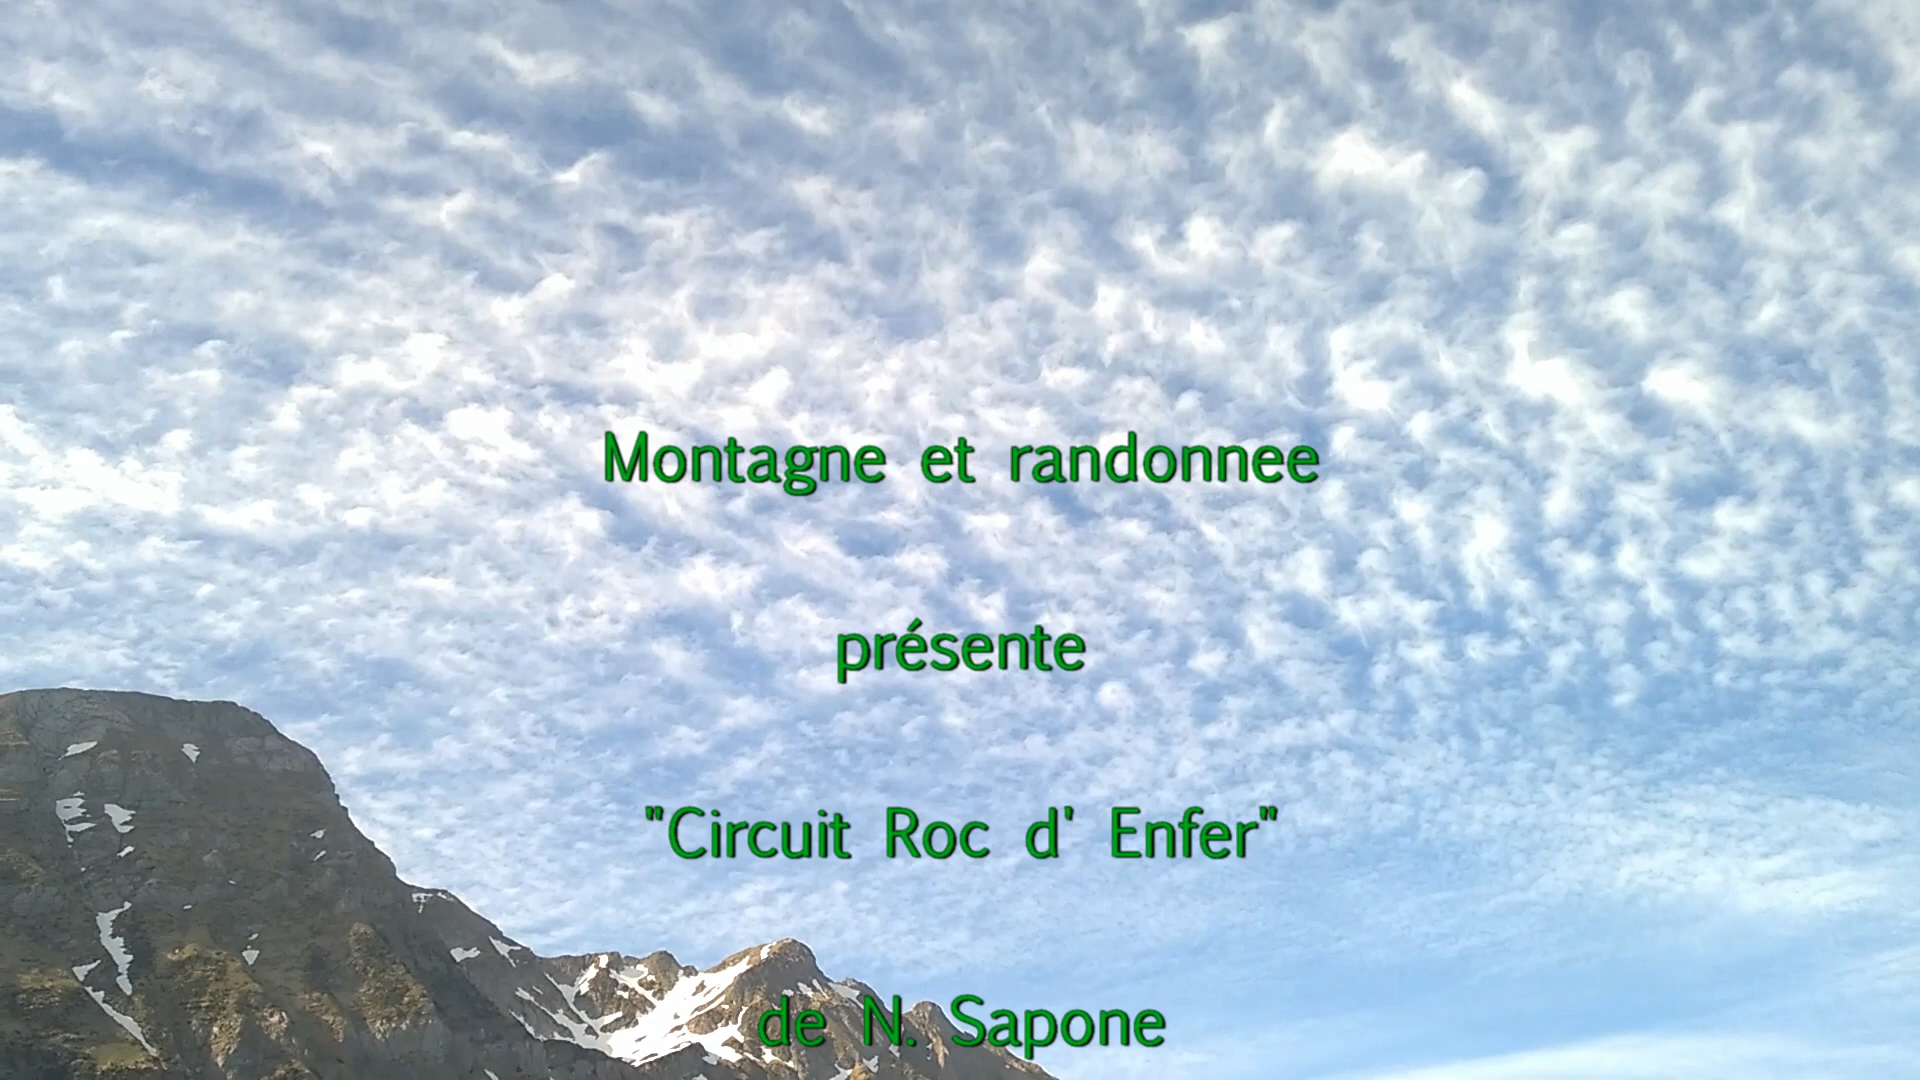 Montagne et randonnee
présente
"Circuit Roc d' Enfer"
de N. Sapone